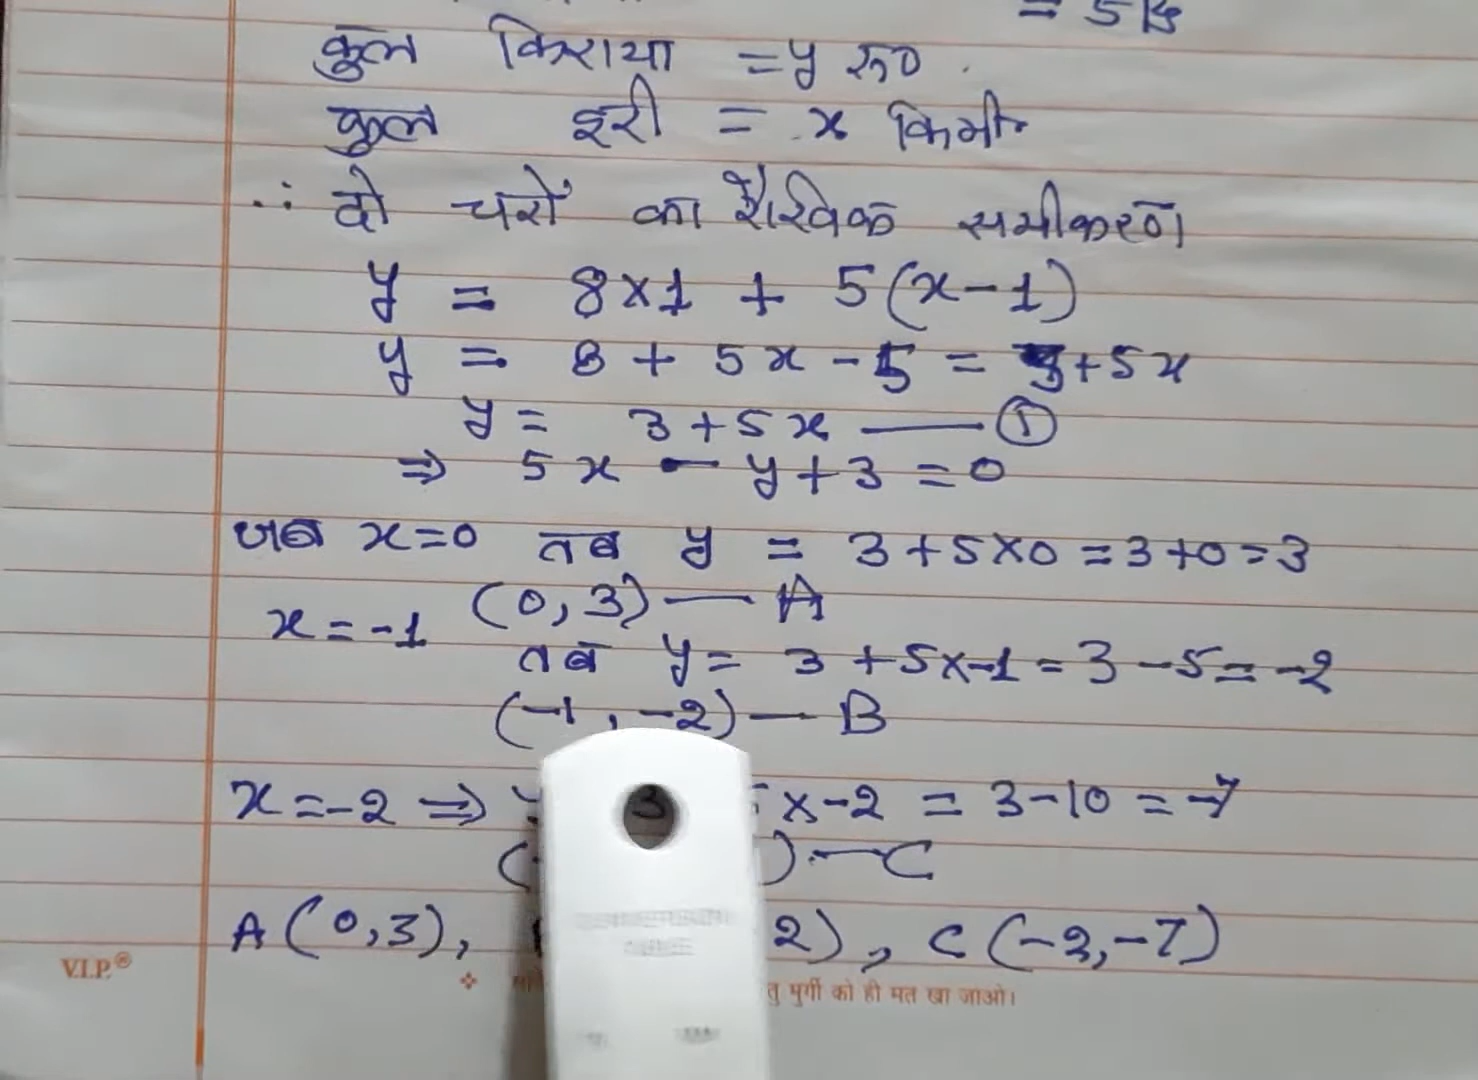 = 5 रु
कुल किराया = y रु०
कुल दूरी = x किमी०
∴ दो चरों का रैखिक समीकरण
y = 8×1 + 5(x-1)
y = 8 + 5x - 5 = 3+5x
y = 3+5x — ①
⇒ 5x - y+3 = 0
जब x=0 तब y = 3+5×0 = 3+0 = 3
(0,3) — A
x = -1
तब y = 3 +5×-1 = 3 -5 = -2
(-1, -2) — B
x = -2 ⇒ 3 ×-2 = 3-10 = -7
( ) — C
A(0,3), 2), C(-2,-7)
V.I.P.®
मुर्गी को ही मत खा जाओ।